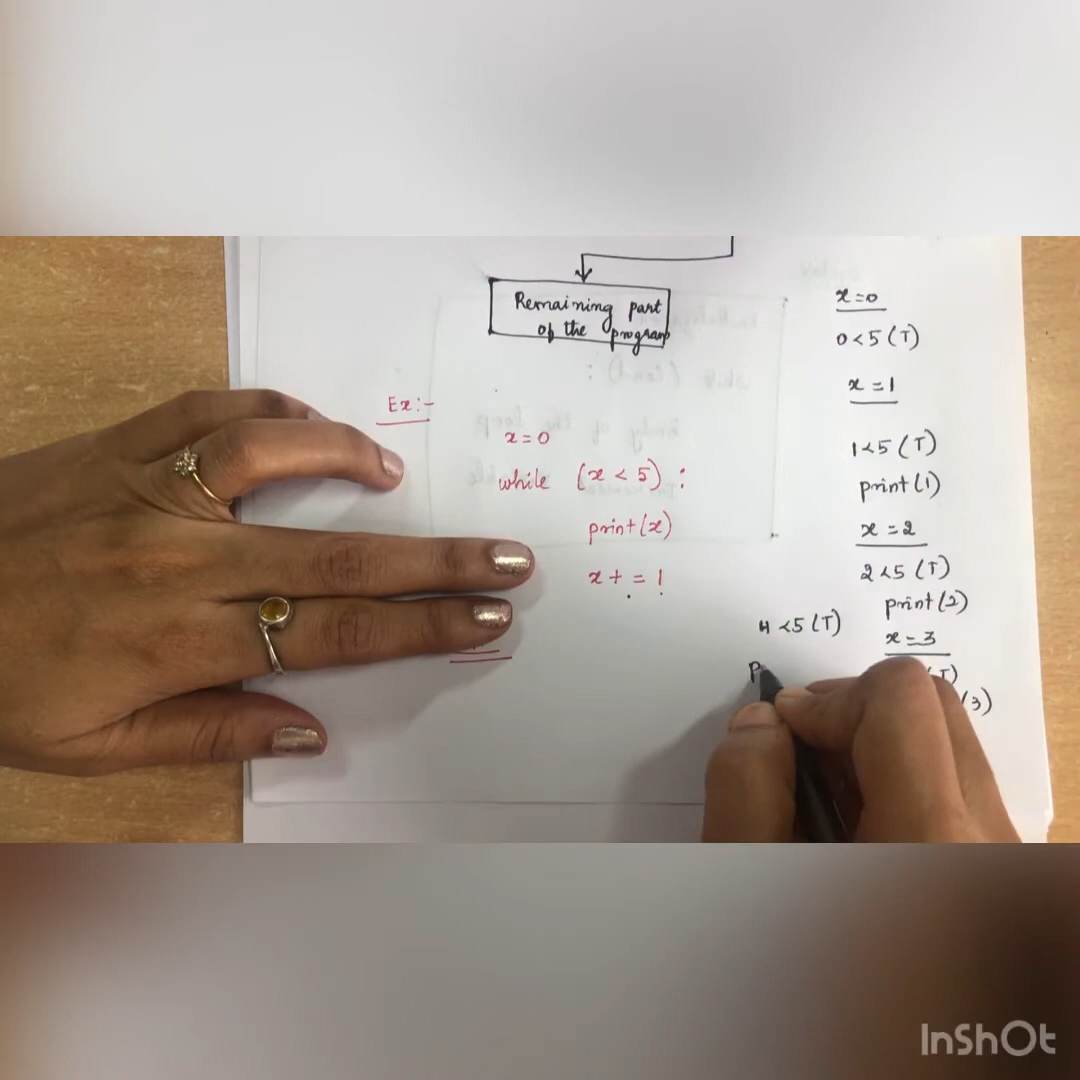 Remaining part
of the program
Ex:-
x=0
while (x < 5) :
print(x)
x+ = 1
x=0
0<5 (T)
x = 1
1<5 (T)
print(1)
x = 2
2<5 (T)
print(2)
x = 3
(T)
(3)
4 <5 (T)
P
InShOt